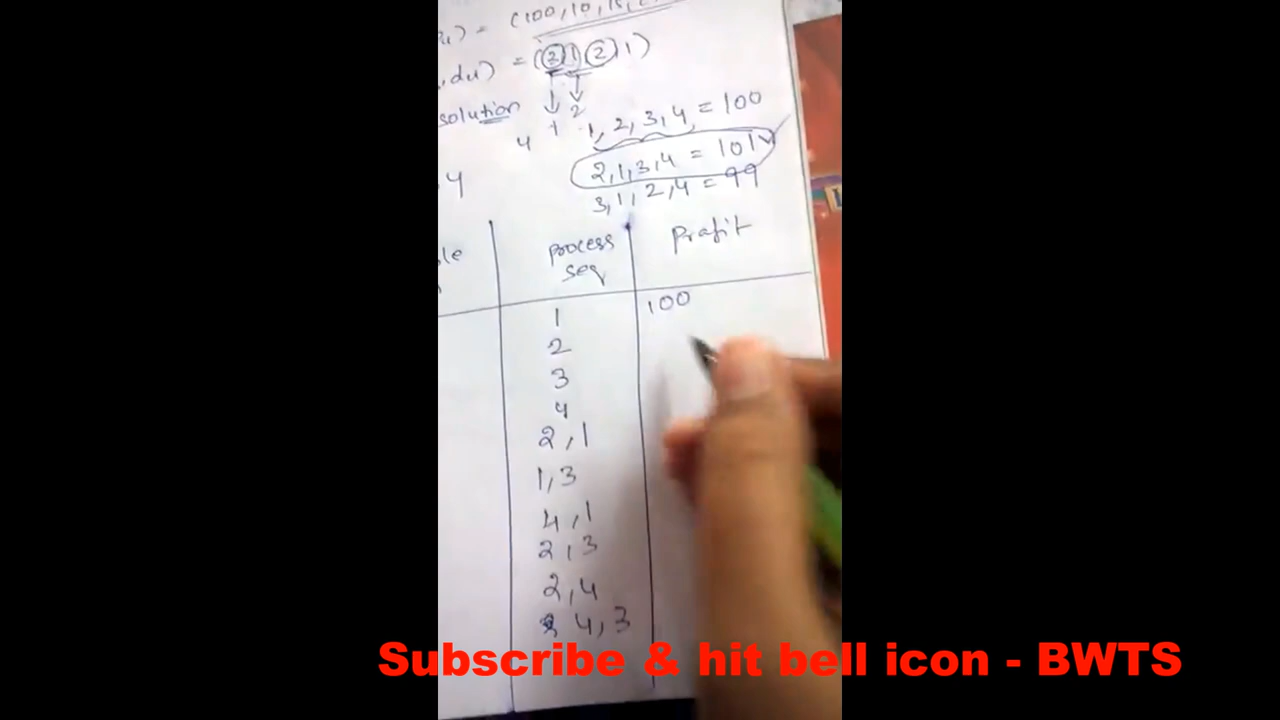 = (100, 10, 15,
,du) = (2, 1, 2, 1)
solution
1 2
4
1, 2, 3, 4 = 100
2,1,3,4 = 101
4
3,1,2,4 = 99
process
seq
Profit
1
100
2
3
4
2,1
1,3
4,1
2,3
2,4
4,3
Subscribe & hit bell icon - BWTS